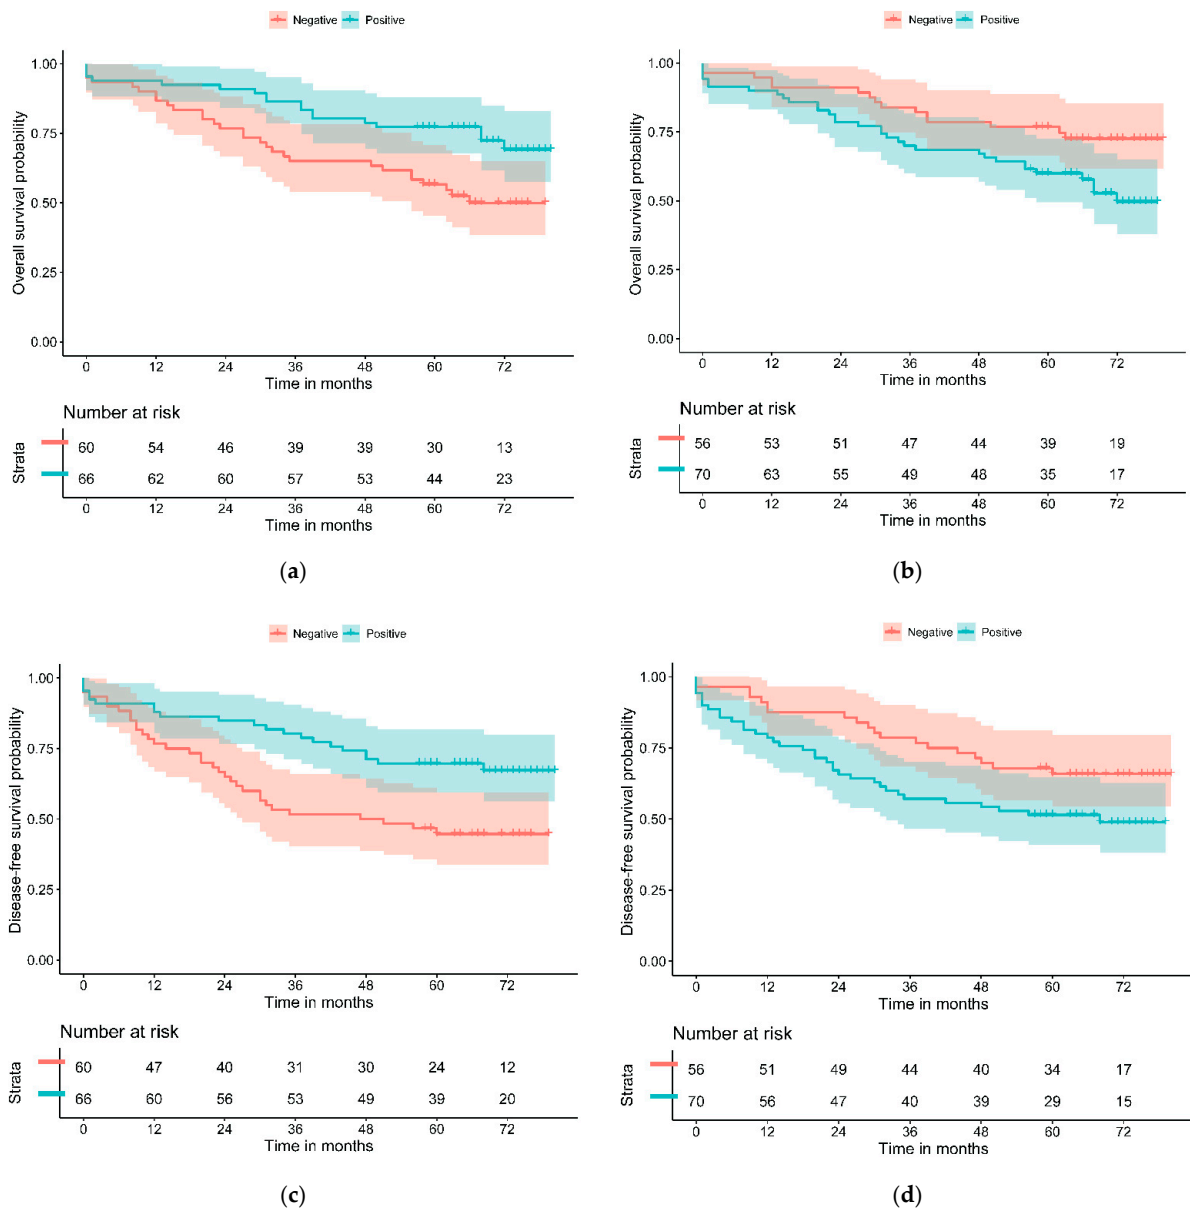 Negative Positive
1.00
0.75
0.50
0.25
0.00
Overall survival probability
0 12 24 36 48 60 72
Time in months
Number at risk
Strata
60 54 46 39 39 30 13
66 62 60 57 53 44 23
0 12 24 36 48 60 72
Time in months
(a)
Negative Positive
1.00
0.75
0.50
0.25
0.00
Overall survival probability
0 12 24 36 48 60 72
Time in months
Number at risk
Strata
56 53 51 47 44 39 19
70 63 55 49 48 35 17
0 12 24 36 48 60 72
Time in months
(b)
Negative Positive
1.00
0.75
0.50
0.25
0.00
Disease-free survival probability
0 12 24 36 48 60 72
Time in months
Number at risk
Strata
60 47 40 31 30 24 12
66 60 56 53 49 39 20
0 12 24 36 48 60 72
Time in months
(c)
Negative Positive
1.00
0.75
0.50
0.25
0.00
Disease-free survival probability
0 12 24 36 48 60 72
Time in months
Number at risk
Strata
56 51 49 44 40 34 17
70 56 47 40 39 29 15
0 12 24 36 48 60 72
Time in months
(d)